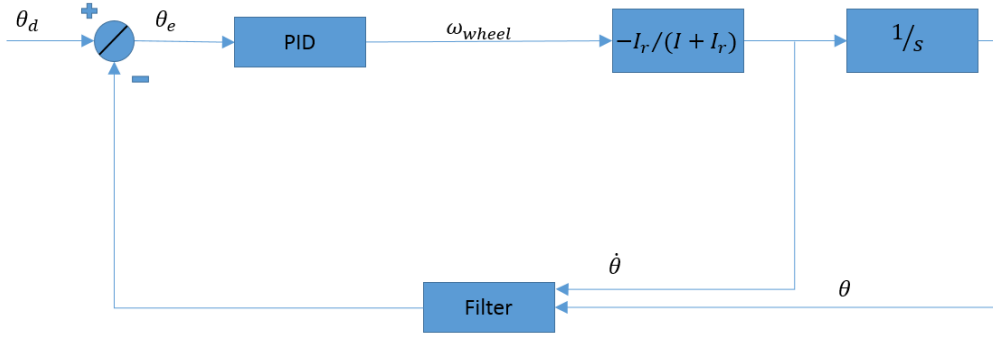 +
θ_d
θ_e
PID
ω_wheel
−I_r/(I + I_r)
1/s
−
θ̇
θ
Filter